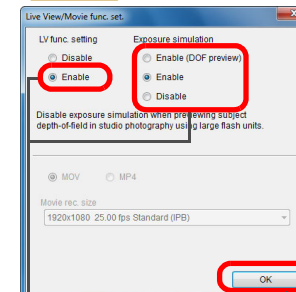 Live View/Movie func. set.
LV func. setting Exposure simulation
Disable Enable (DOF preview)
Enable Enable
Disable
Disable exposure simulation when previewing subject
depth-of-field in studio photography using large flash units.
MOV MP4
Movie rec. size
1920x1080 25.00 fps Standard (IPB)
OK